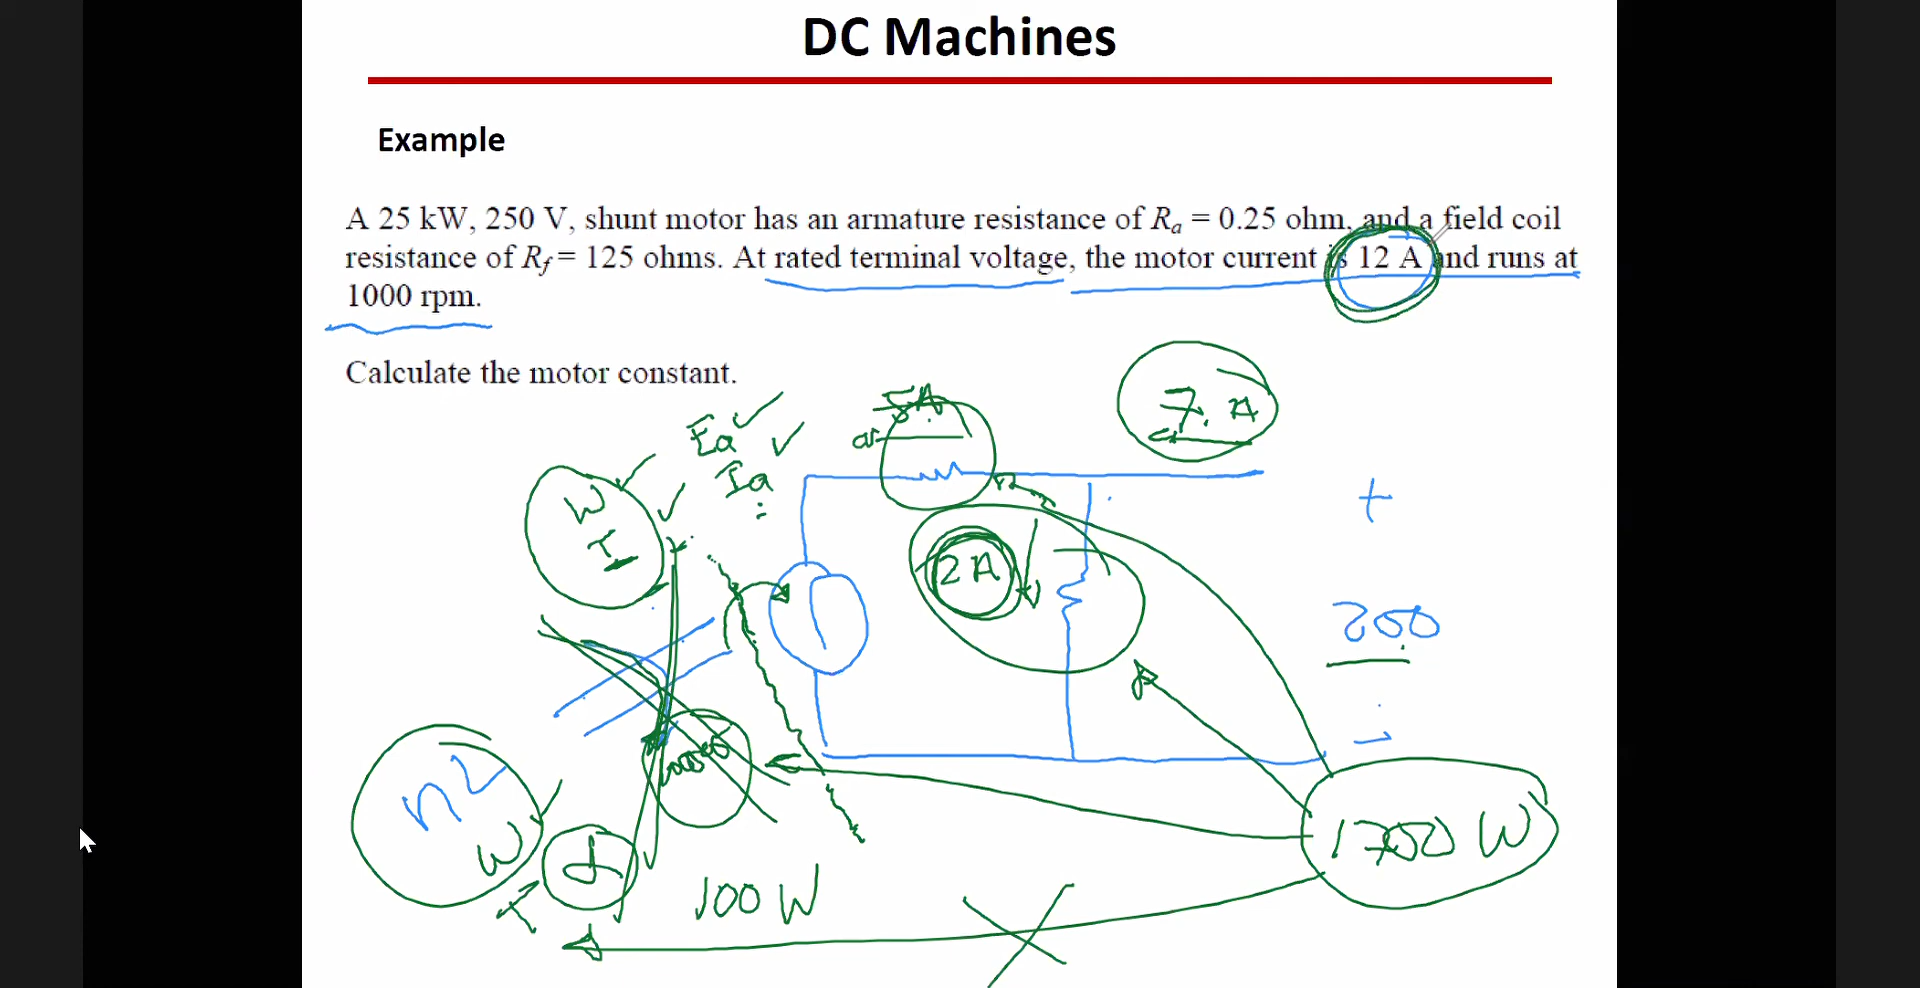 DC Machines
Example
A 25 kW, 250 V, shunt motor has an armature resistance of Ra = 0.25 ohm, and a field coil
resistance of Rf = 125 ohms. At rated terminal voltage, the motor current is 12 A and runs at
1000 rpm.
Calculate the motor constant.
5A
7. A
Ea
Ia
W
I
2A
+
200
-
W
T
100 W
W